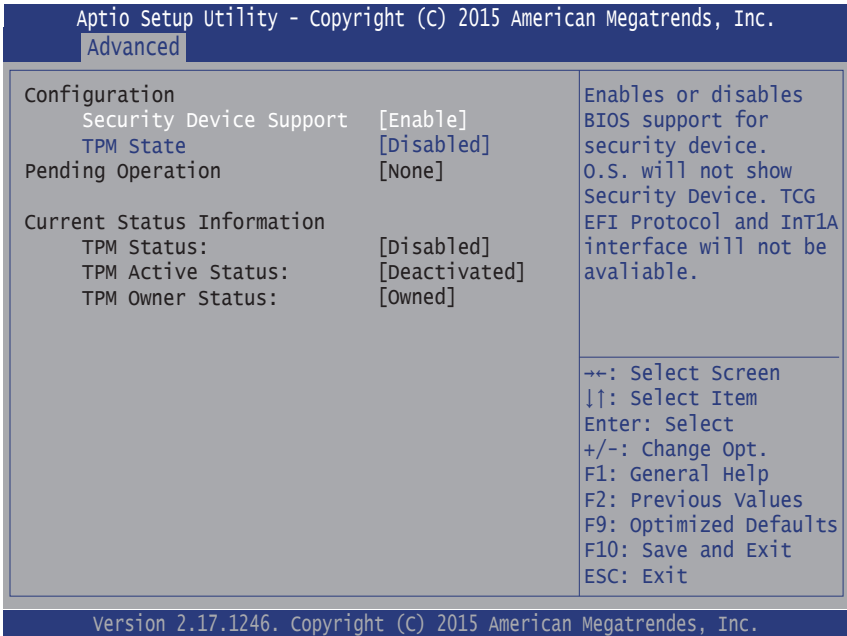 Aptio Setup Utility - Copyright (C) 2015 American Megatrends, Inc.
Advanced
Configuration
Security Device Support [Enable]
TPM State [Disabled]
Pending Operation [None]
Current Status Information
TPM Status: [Disabled]
TPM Active Status: [Deactivated]
TPM Owner Status: [Owned]
Enables or disables
BIOS support for
security device.
O.S. will not show
Security Device. TCG
EFI Protocol and InT1A
interface will not be
avaliable.
→←: Select Screen
↓↑: Select Item
Enter: Select
+/-: Change Opt.
F1: General Help
F2: Previous Values
F9: Optimized Defaults
F10: Save and Exit
ESC: Exit
Version 2.17.1246. Copyright (C) 2015 American Megatrendes, Inc.